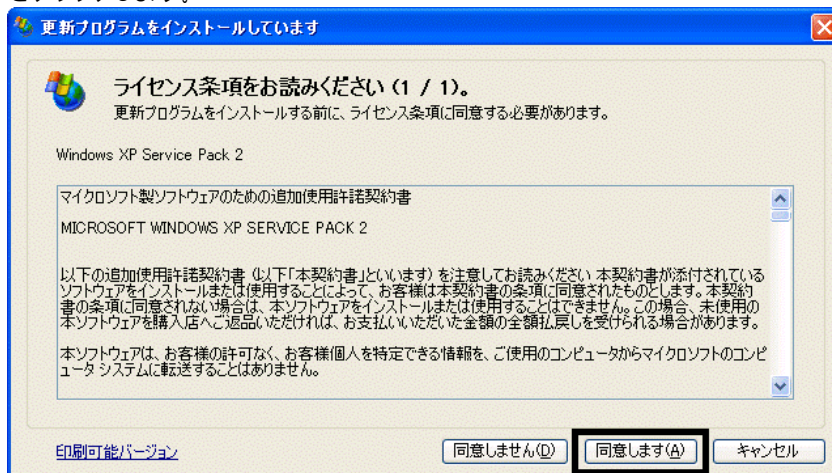 更新プログラムをインストールしています
ライセンス条項をお読みください (1 / 1)。
更新プログラムをインストールする前に、ライセンス条項に同意する必要があります。
Windows XP Service Pack 2
マイクロソフト製ソフトウェアのための追加使用許諾契約書
MICROSOFT WINDOWS XP SERVICE PACK 2
以下の追加使用許諾契約書 (以下「本契約書」といいます) を注意してお読みください 本契約書が添付されている
ソフトウェアをインストールまたは使用することによって、お客様は本契約書の条項に同意されたものとします。本契約
書の条項に同意されない場合は、本ソフトウェアをインストールまたは使用することはできません。この場合、未使用の
本ソフトウェアを購入店へご返品いただければ、お支払いいただいた金額の全額払戻しを受けられる場合があります。
本ソフトウェアは、お客様の許可なく、お客様個人を特定できる情報を、ご使用のコンピュータからマイクロソフトのコンピ
ュータ システムに転送することはありません。
印刷可能バージョン
同意しません(D)
同意します(A)
キャンセル